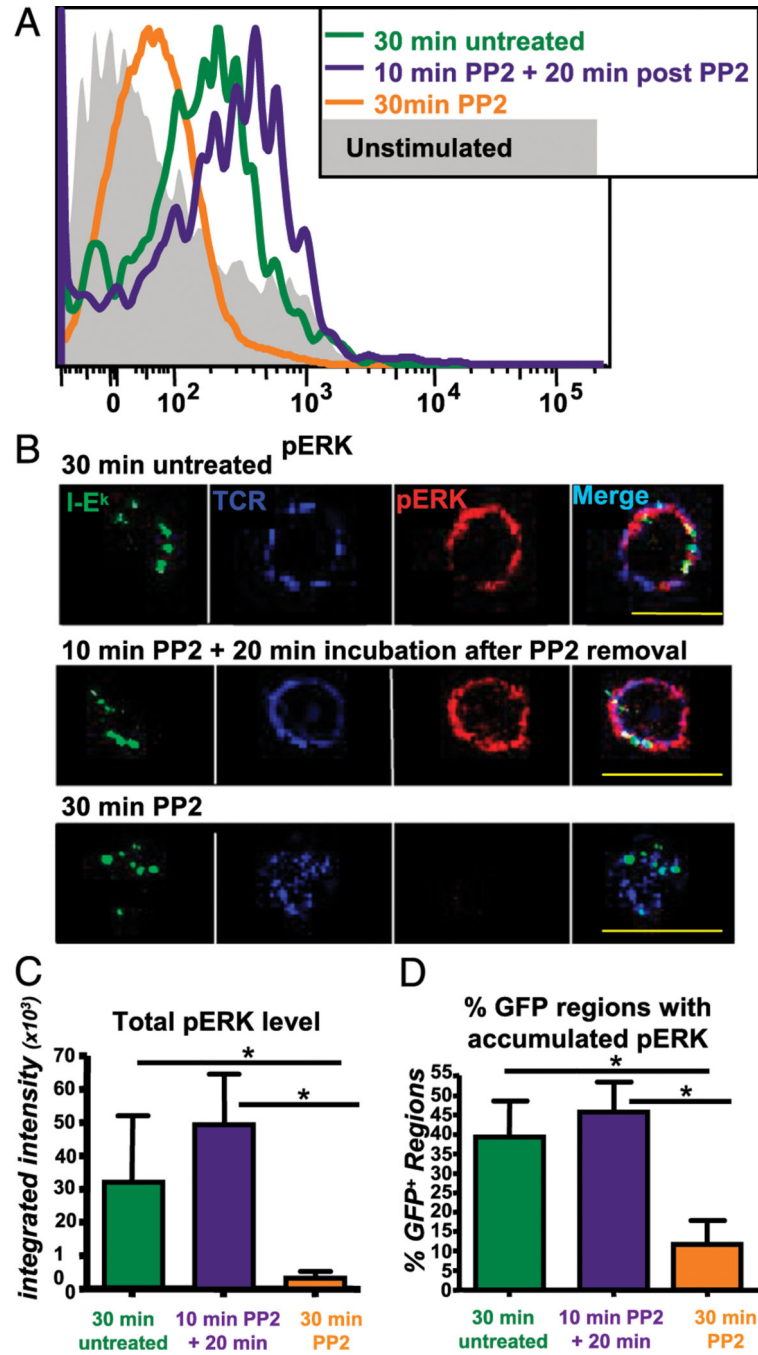 A
30 min untreated
10 min PP2 + 20 min post PP2
30min PP2
Unstimulated
0 10² 10³ 10⁴ 10⁵
pERK
B
30 min untreated
I-Eᵏ TCR pERK Merge
10 min PP2 + 20 min incubation after PP2 removal
30 min PP2
C
Total pERK level
integrated intensity (x10³)
70
60
50
40
30
20
10
0
*
*
30 min untreated
10 min PP2 + 20 min
30 min PP2
D
% GFP regions with
accumulated pERK
% GFP⁺ Regions
55
50
45
40
35
30
25
20
15
10
5
0
*
*
30 min untreated
10 min PP2 + 20 min
30 min PP2